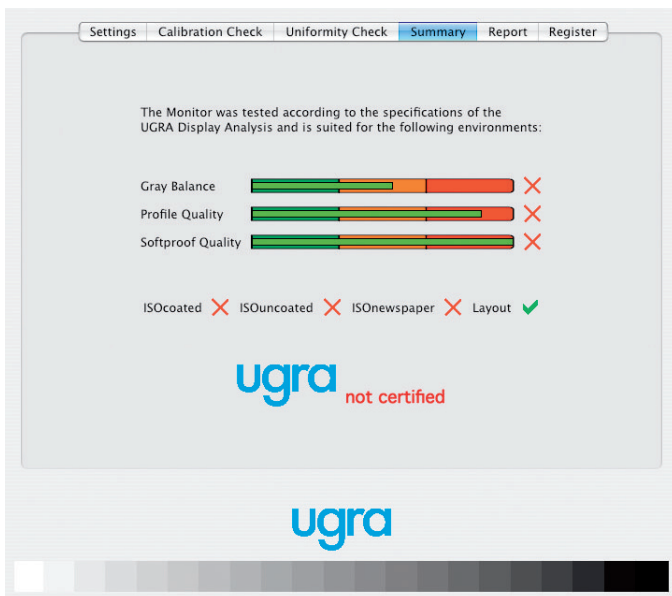 Settings Calibration Check Uniformity Check Summary Report Register
The Monitor was tested according to the specifications of the
UGRA Display Analysis and is suited for the following environments:
Gray Balance
Profile Quality
Softproof Quality
ISOcoated ISOuncoated ISOnewspaper Layout
ugra not certified
ugra